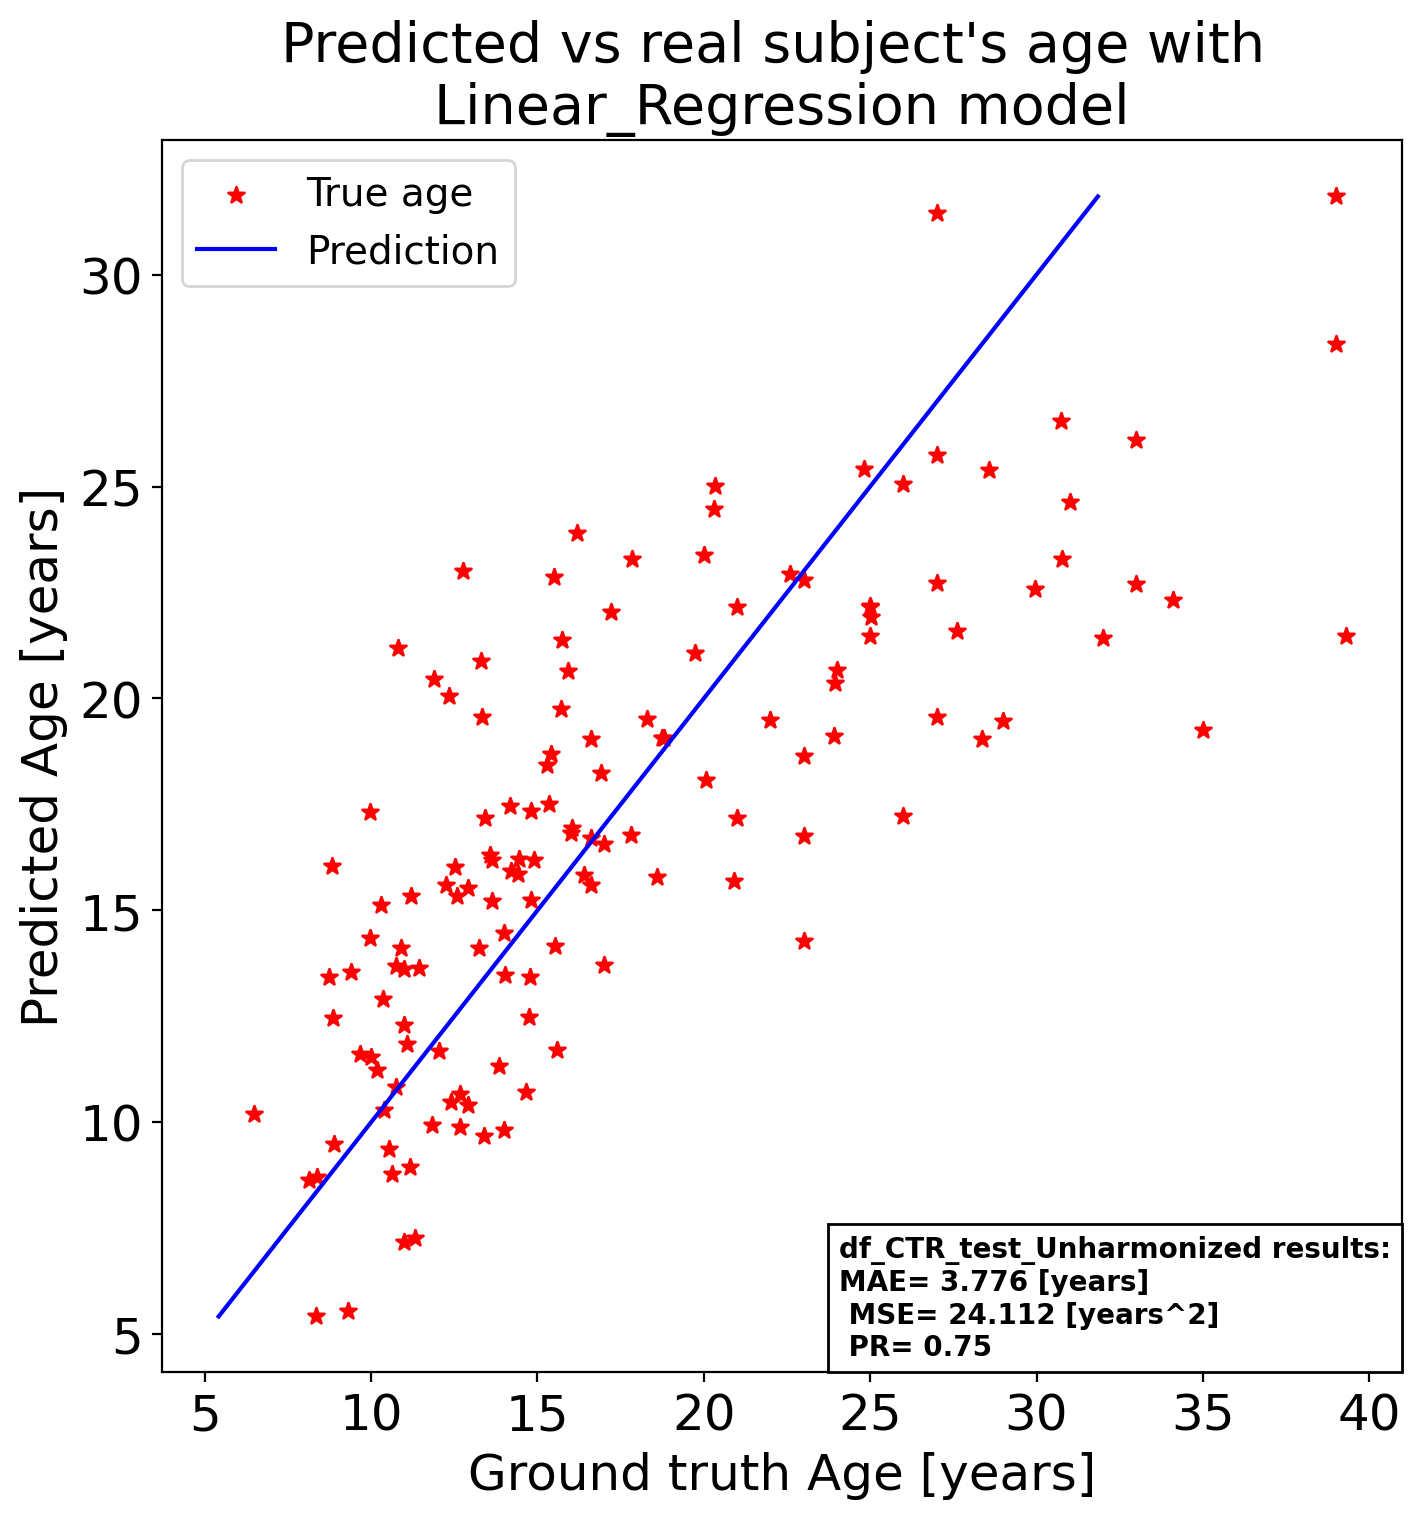 Predicted vs real subject's age with
Linear_Regression model
True age
Prediction
Predicted Age [years]
30
25
20
15
10
5
df_CTR_test_Unharmonized results:
MAE= 3.776 [years]
MSE= 24.112 [years^2]
PR= 0.75
5 10 15 20 25 30 35 40
Ground truth Age [years]